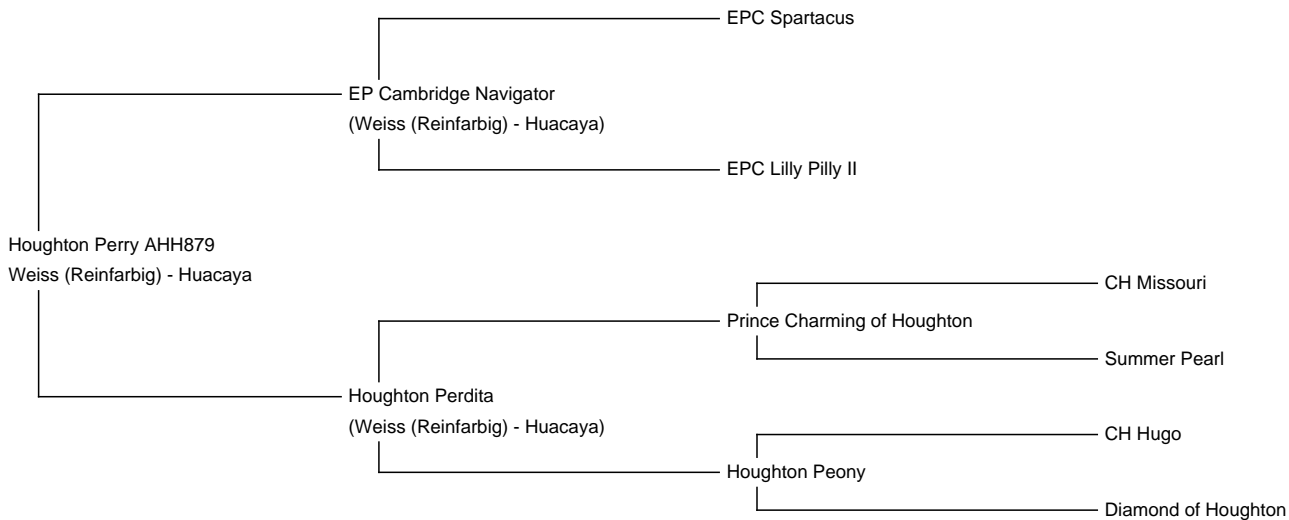 EPC Spartacus
EP Cambridge Navigator
(Weiss (Reinfarbig) - Huacaya)
EPC Lilly Pilly II
Houghton Perry AHH879
Weiss (Reinfarbig) - Huacaya
CH Missouri
Prince Charming of Houghton
Summer Pearl
Houghton Perdita
(Weiss (Reinfarbig) - Huacaya)
CH Hugo
Houghton Peony
Diamond of Houghton